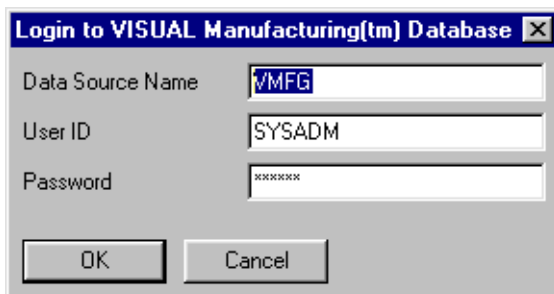 Login to VISUAL Manufacturing(tm) Database
Data Source Name VMFG
User ID SYSADM
Password ******
OK Cancel